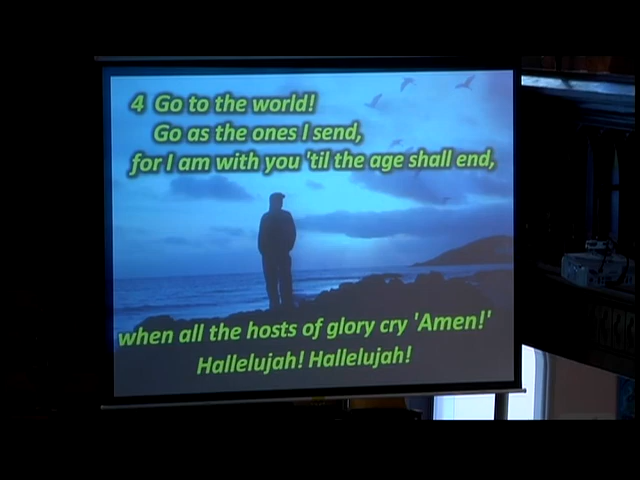 4 Go to the world!
Go as the ones I send,
for I am with you 'til the age shall end,
when all the hosts of glory cry 'Amen!'
Hallelujah! Hallelujah!